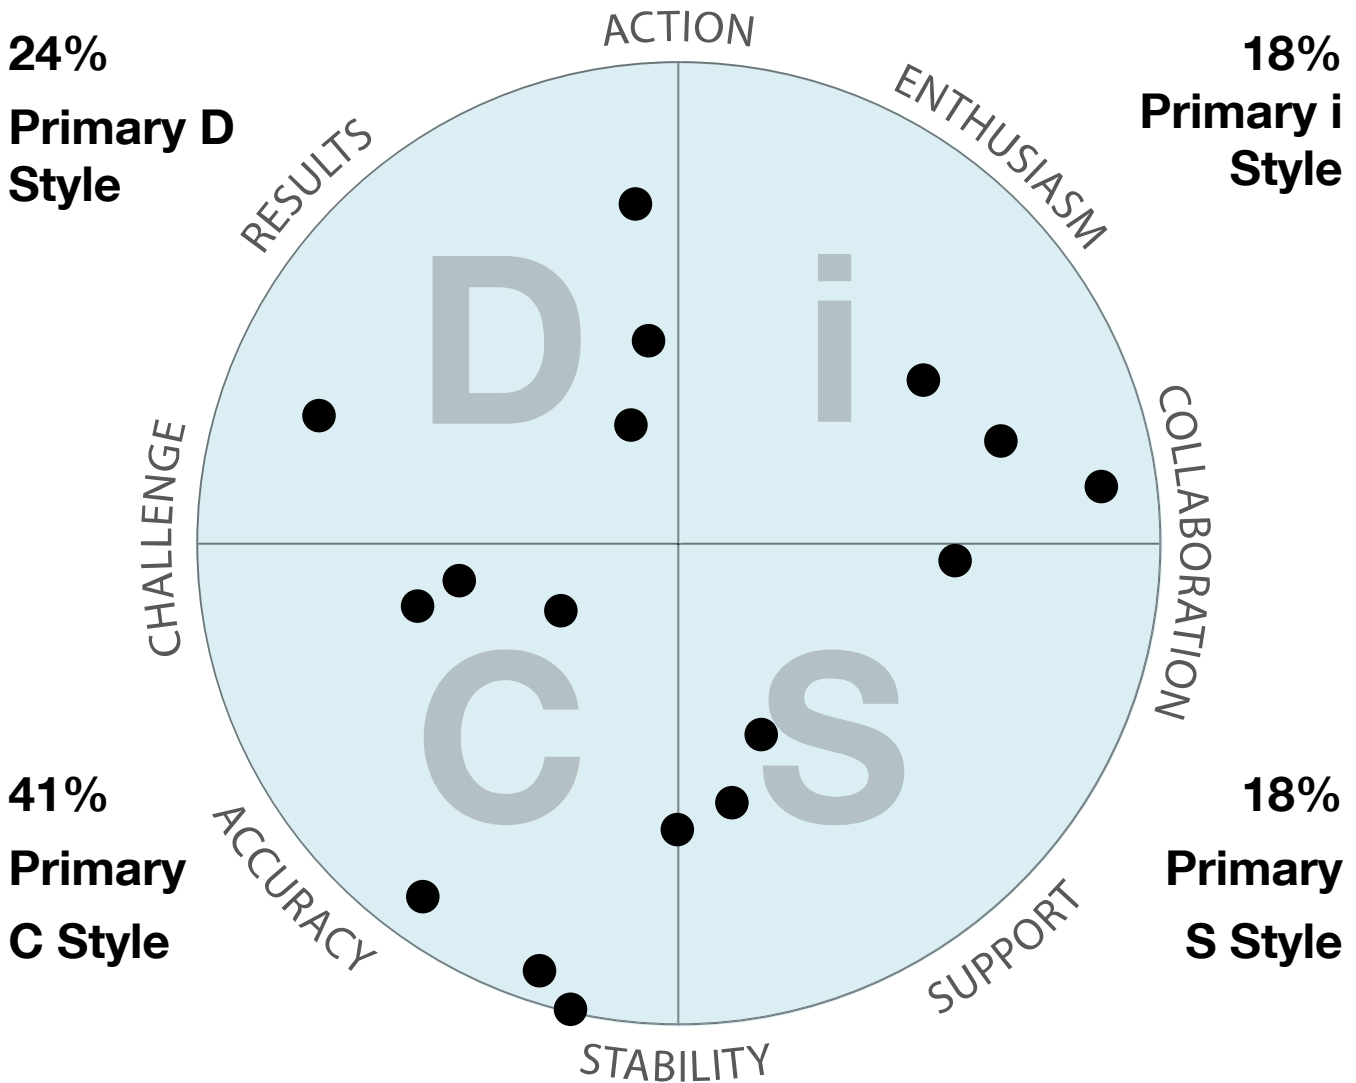 ACTION
24%
Primary D
Style
18%
Primary i
Style
RESULTS
ENTHUSIASM
D
i
CHALLENGE
COLLABORATION
C
S
41%
Primary
C Style
18%
Primary
S Style
ACCURACY
SUPPORT
STABILITY